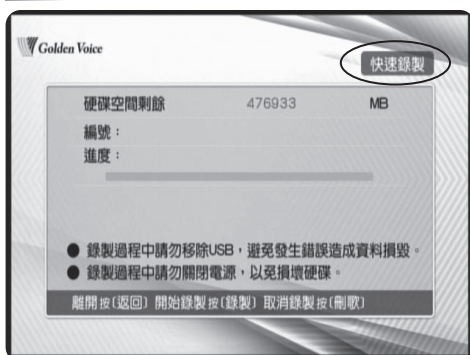 Golden Voice
快速錄製
硬碟空間剩餘 476933 MB
編號：
進度：
● 錄製過程中請勿移除USB，避免發生錯誤造成資料損毀。
● 錄製過程中請勿關閉電源，以免損壞硬碟。
離開按〔返回〕 開始錄製按〔錄製〕 取消錄製按〔刪歌〕